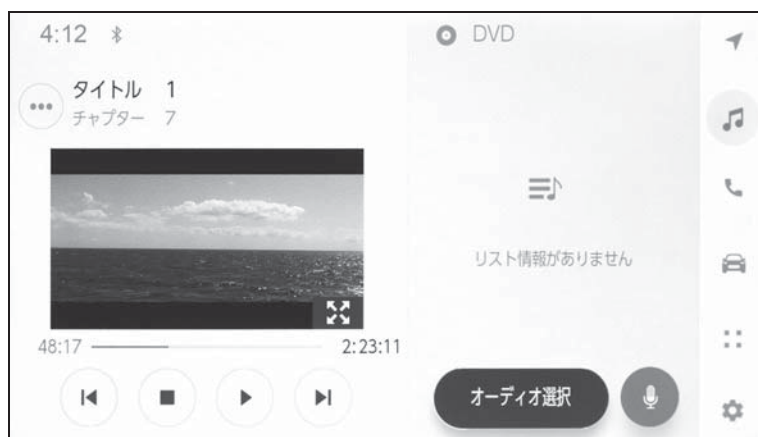 4:12
タイトル 1
チャプター 7
48:17
2:23:11
DVD
リスト情報がありません
オーディオ選択